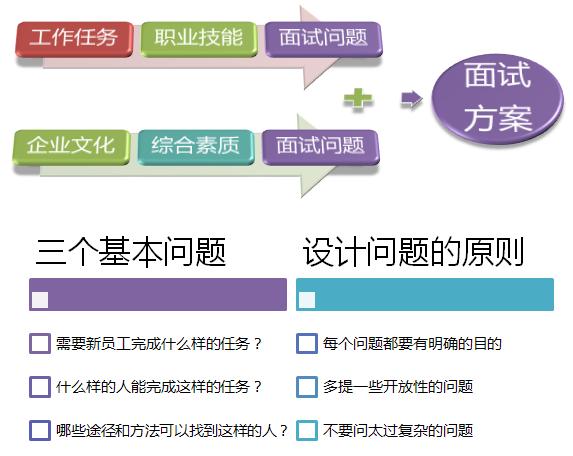 工作任务 职业技能 面试问题
企业文化 综合素质 面试问题
面试
方案
三个基本问题
需要新员工完成什么样的任务？
什么样的人能完成这样的任务？
哪些途径和方法可以找到这样的人？
设计问题的原则
每个问题都要有明确的目的
多提一些开放性的问题
不要问太过复杂的问题